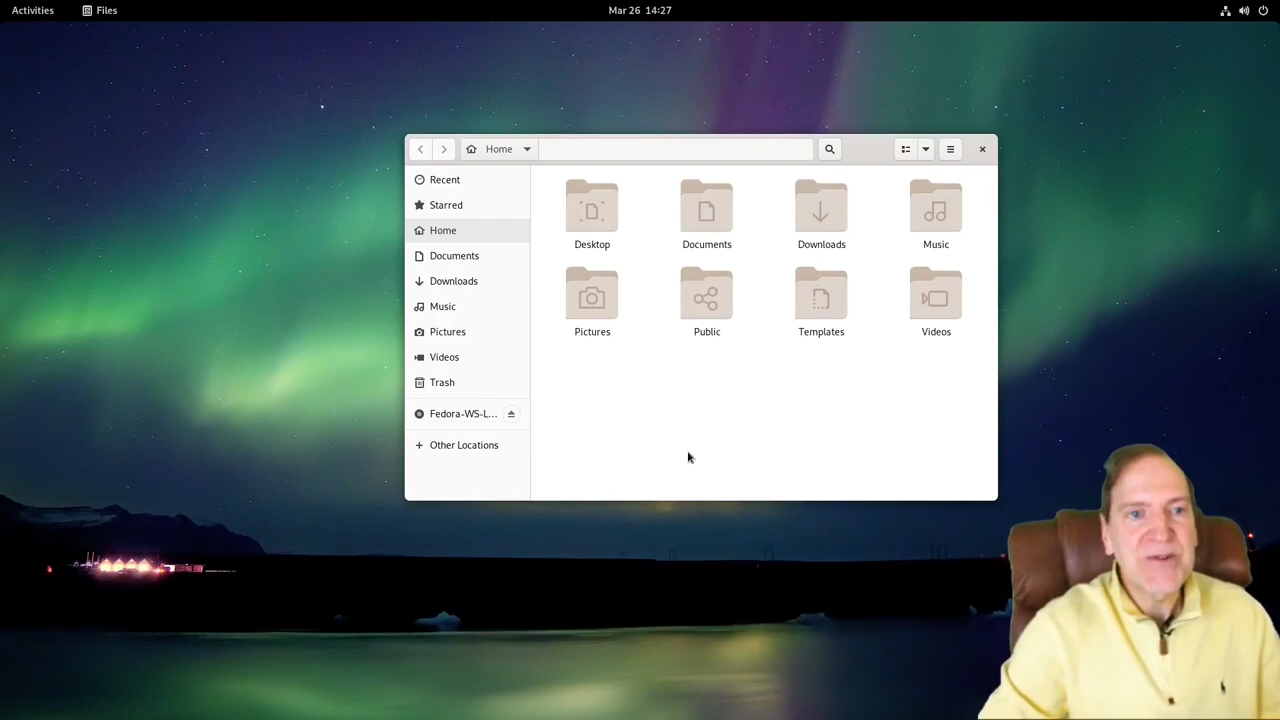 Activities Files Mar 26 14:27
Home
Recent
Starred
Home
Documents
Downloads
Music
Pictures
Videos
Trash
Fedora-WS-L...
Other Locations
Desktop Documents Downloads Music
Pictures Public Templates Videos